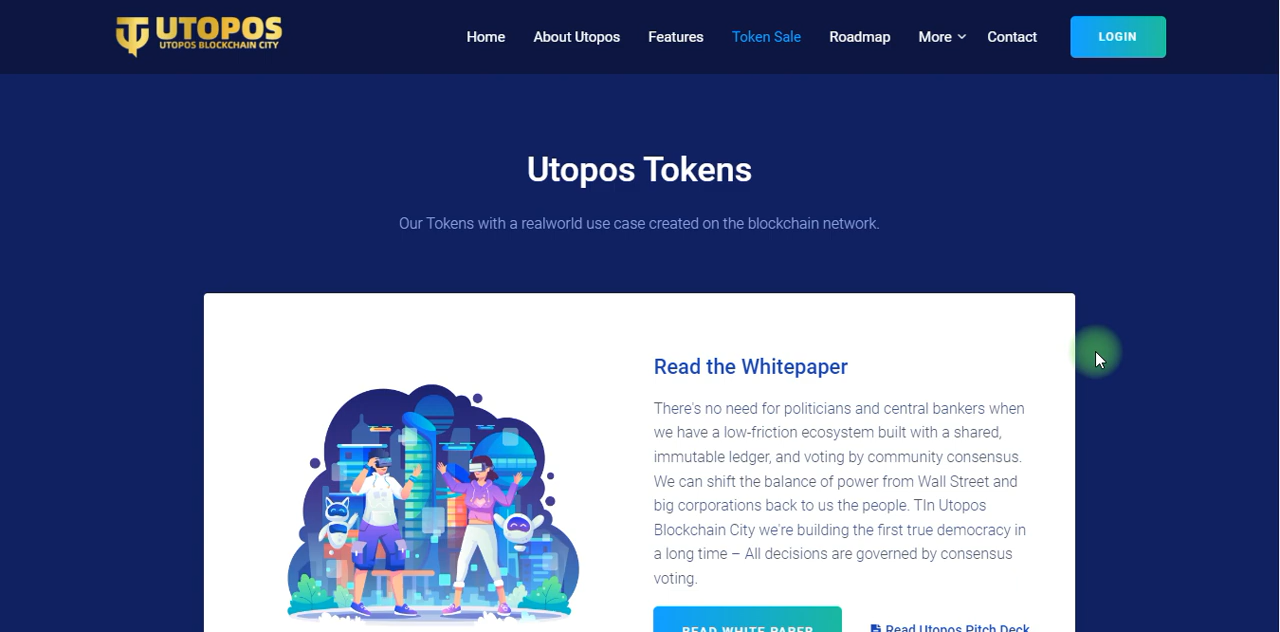 UTOPOS
UTOPOS BLOCKCHAIN CITY
Home About Utopos Features Token Sale Roadmap More Contact LOGIN
Utopos Tokens
Our Tokens with a realworld use case created on the blockchain network.
Read the Whitepaper
There's no need for politicians and central bankers when
we have a low-friction ecosystem built with a shared,
immutable ledger, and voting by community consensus.
We can shift the balance of power from Wall Street and
big corporations back to us the people. TIn Utopos
Blockchain City we're building the first true democracy in
a long time – All decisions are governed by consensus
voting.
READ WHITE PAPER Read Utopos Pitch Deck